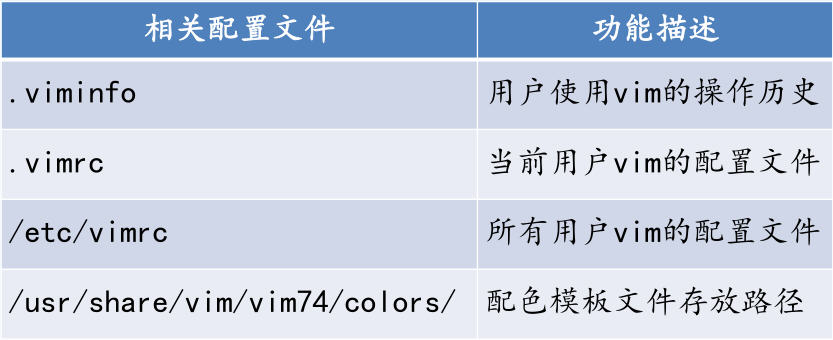 相关配置文件 功能描述
.viminfo 用户使用vim的操作历史
.vimrc 当前用户vim的配置文件
/etc/vimrc 所有用户vim的配置文件
/usr/share/vim/vim74/colors/ 配色模板文件存放路径